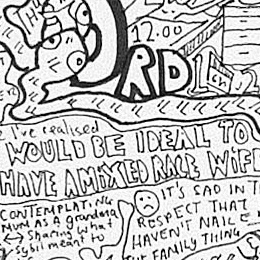 3RD
12.00
I've realised
WOULD BE IDEAL TO
HAVE A MIXED RACE WIFE
CONTEMPLATING
MUM AS A grandma
↔ Sharing what
Sybil meant to
IT'S SAD IN T
RESPECT THAT
HAVEN'T NAILED
THE FAMILY THING